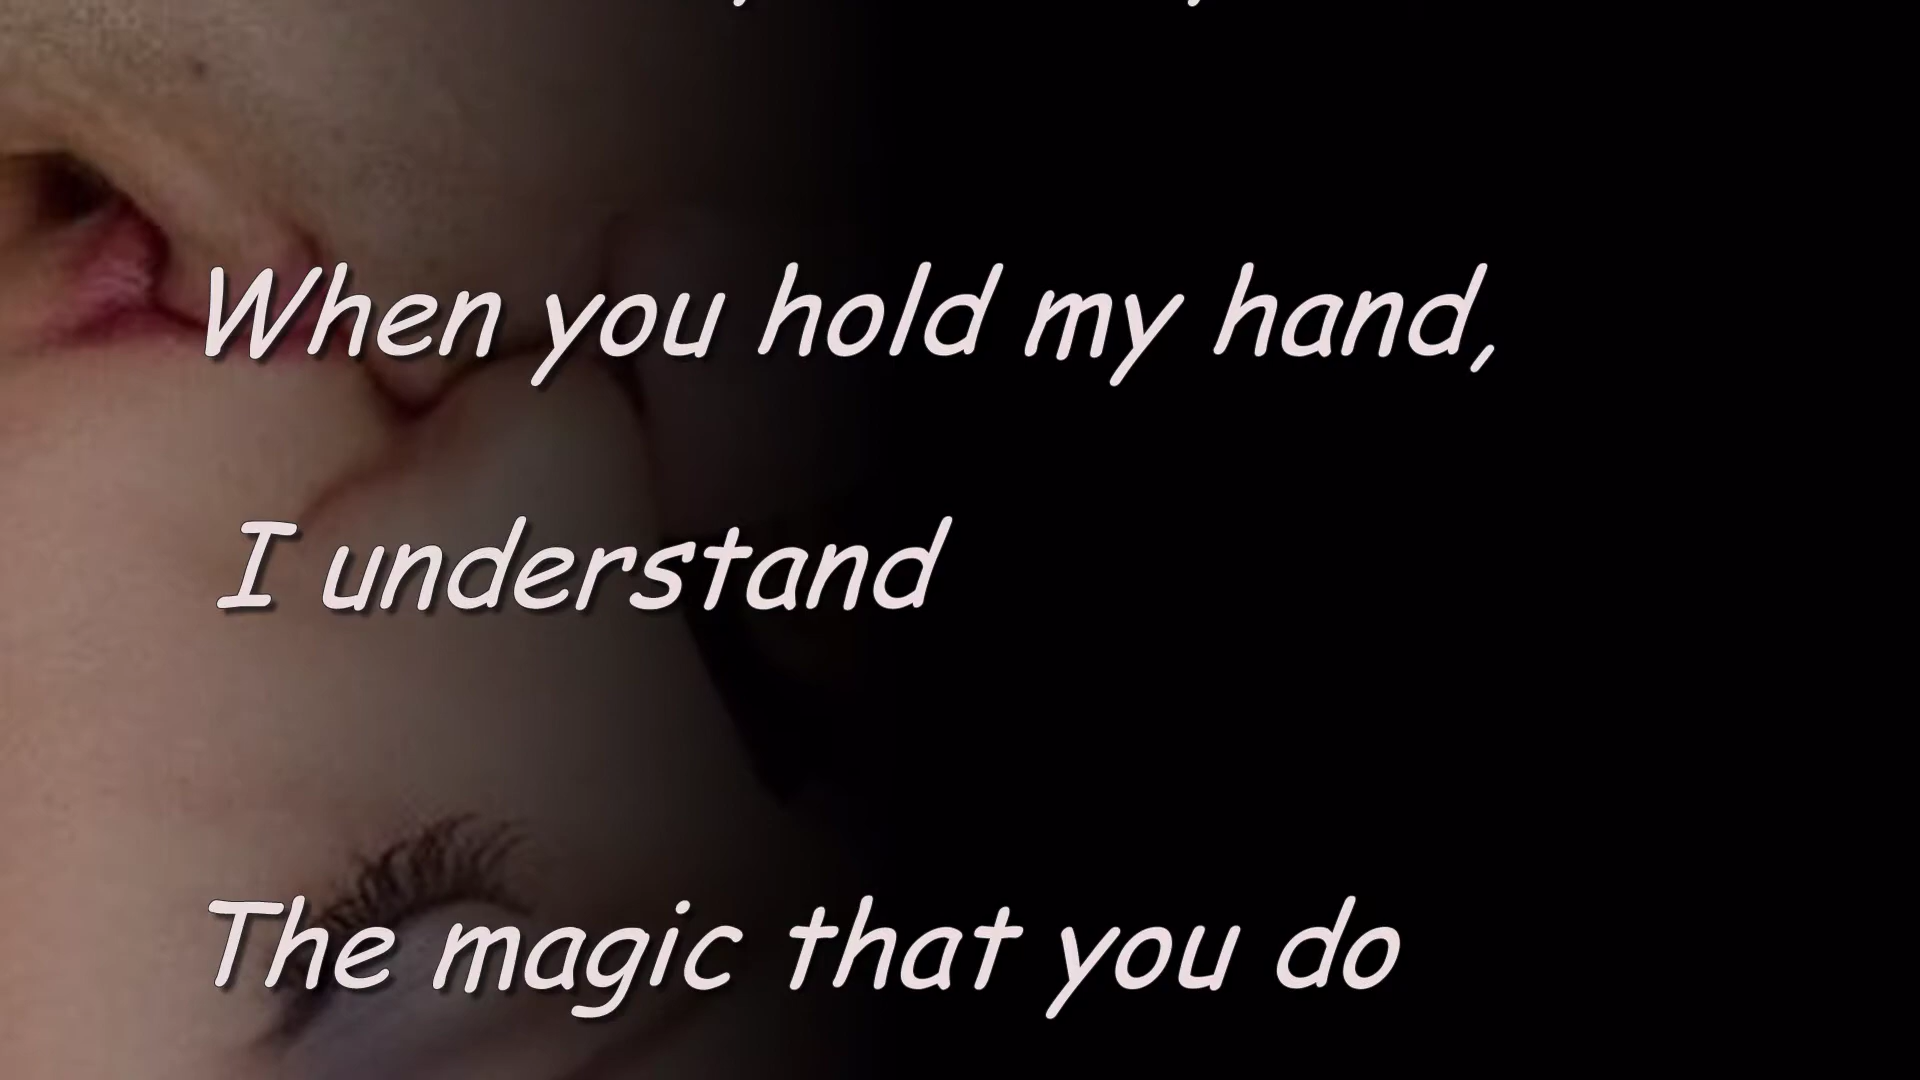 When you hold my hand,
I understand
The magic that you do